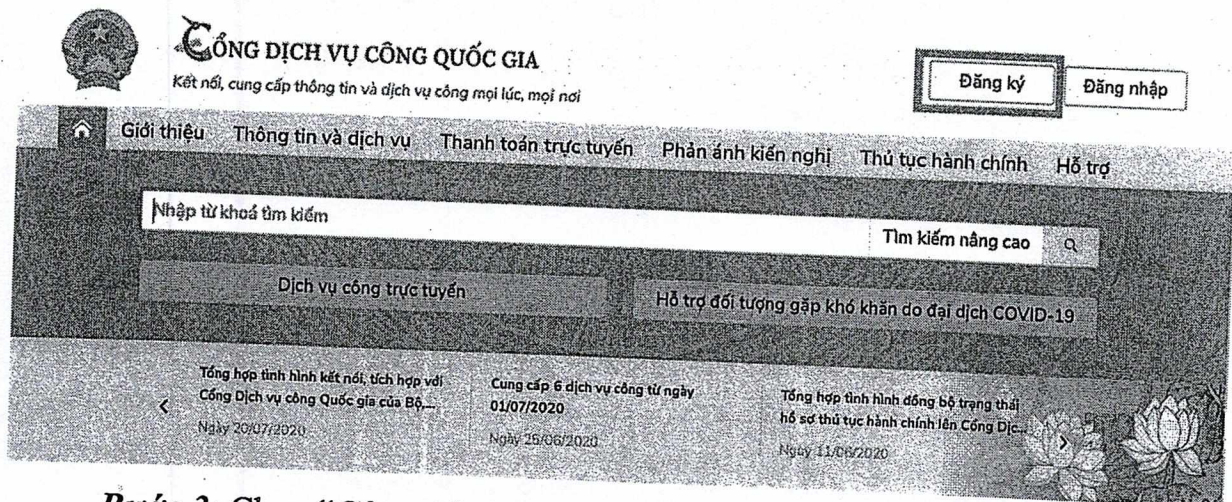 CỔNG DỊCH VỤ CÔNG QUỐC GIA
Kết nối, cung cấp thông tin và dịch vụ công mọi lúc, mọi nơi
Đăng ký
Đăng nhập
Giới thiệu Thông tin và dịch vụ Thanh toán trực tuyến Phản ánh kiến nghị Thủ tục hành chính Hỗ trợ
Nhập từ khoá tìm kiếm
Tìm kiếm nâng cao
Dịch vụ công trực tuyến
Hỗ trợ đối tượng gặp khó khăn do đại dịch COVID-19
Tổng hợp tình hình kết nối, tích hợp với
Cổng Dịch vụ công Quốc gia của Bộ,...
Ngày 20/07/2020
Cung cấp 6 dịch vụ công từ ngày
01/07/2020
Ngày 25/06/2020
Tổng hợp tình hình đồng bộ trạng thái
hồ sơ thủ tục hành chính lên Cổng Dịc...
Ngày 11/06/2020